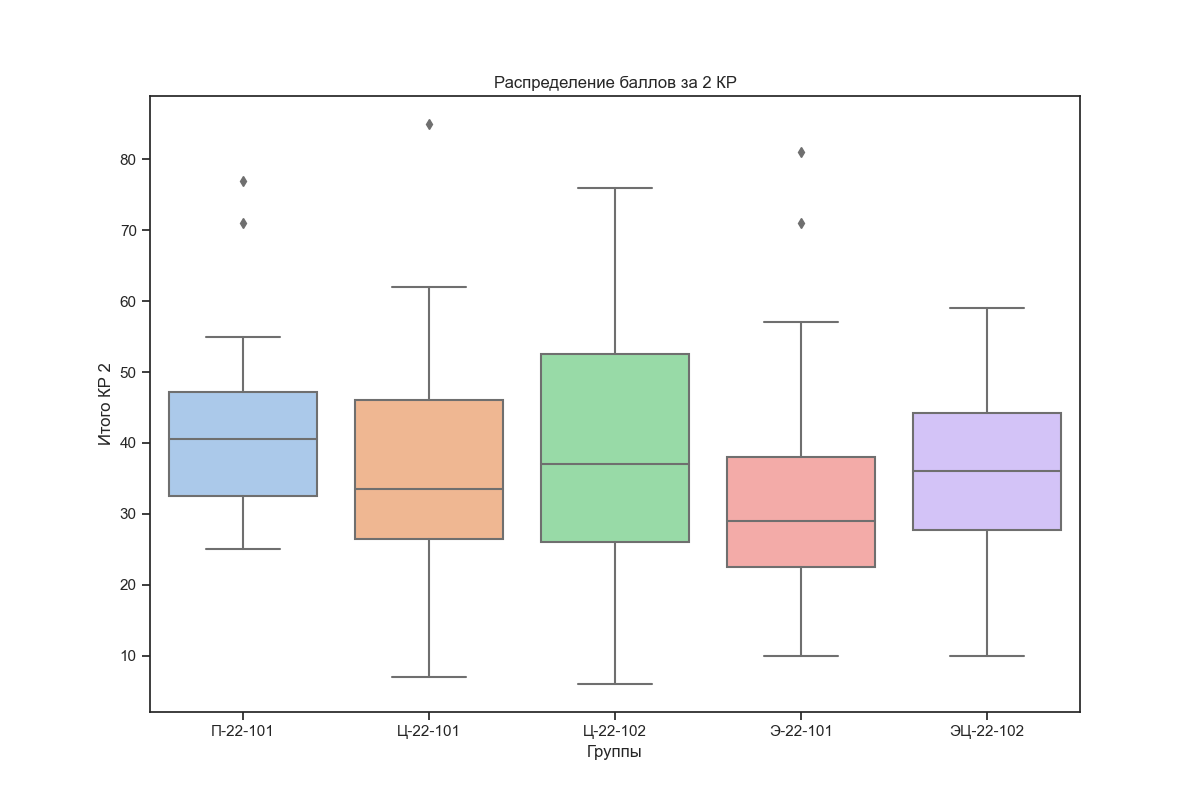 Распределение баллов за 2 КР
Итого КР 2
80
70
60
50
40
30
20
10
П-22-101
Ц-22-101
Ц-22-102
Э-22-101
ЭЦ-22-102
Группы